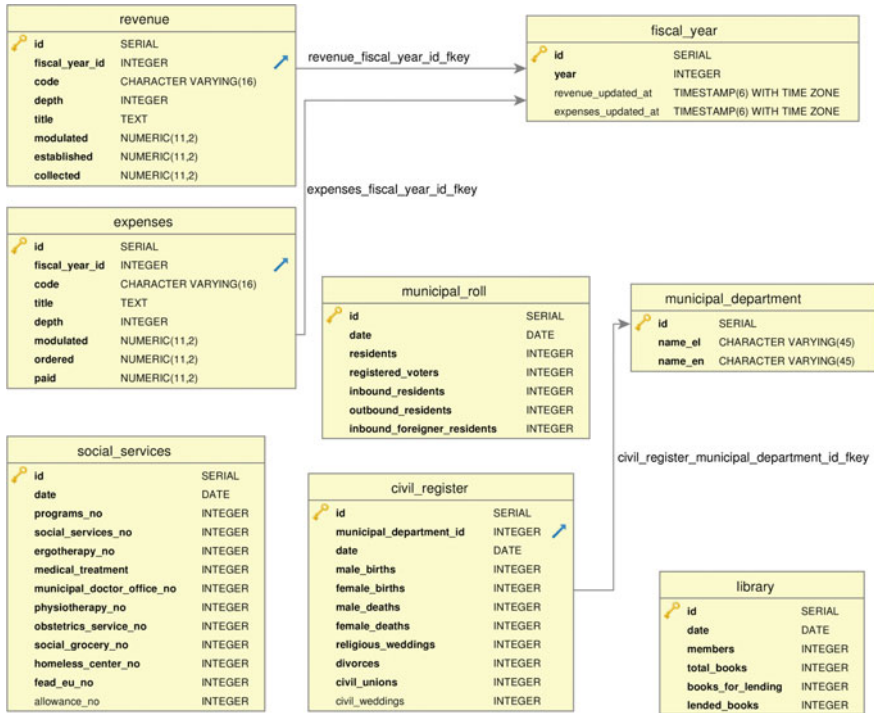 revenue
id SERIAL
fiscal_year_id INTEGER
code CHARACTER VARYING(16)
depth INTEGER
title TEXT
modulated NUMERIC(11,2)
established NUMERIC(11,2)
collected NUMERIC(11,2)
revenue_fiscal_year_id_fkey
fiscal_year
id SERIAL
year INTEGER
revenue_updated_at TIMESTAMP(6) WITH TIME ZONE
expenses_updated_at TIMESTAMP(6) WITH TIME ZONE
expenses_fiscal_year_id_fkey
expenses
id SERIAL
fiscal_year_id INTEGER
code CHARACTER VARYING(16)
title TEXT
depth INTEGER
modulated NUMERIC(11,2)
ordered NUMERIC(11,2)
paid NUMERIC(11,2)
municipal_roll
id SERIAL
date DATE
residents INTEGER
registered_voters INTEGER
inbound_residents INTEGER
outbound_residents INTEGER
inbound_foreigner_residents INTEGER
municipal_department
id SERIAL
name_el CHARACTER VARYING(45)
name_en CHARACTER VARYING(45)
civil_register_municipal_department_id_fkey
social_services
id SERIAL
date DATE
programs_no INTEGER
social_services_no INTEGER
ergotherapy_no INTEGER
medical_treatment INTEGER
municipal_doctor_office_no INTEGER
physiotherapy_no INTEGER
obstetrics_service_no INTEGER
social_grocery_no INTEGER
homeless_center_no INTEGER
fead_eu_no INTEGER
allowance_no INTEGER
civil_register
id SERIAL
municipal_department_id INTEGER
date DATE
male_births INTEGER
female_births INTEGER
male_deaths INTEGER
female_deaths INTEGER
religious_weddings INTEGER
divorces INTEGER
civil_unions INTEGER
civil_weddings INTEGER
library
id SERIAL
date DATE
members INTEGER
total_books INTEGER
books_for_lending INTEGER
lended_books INTEGER